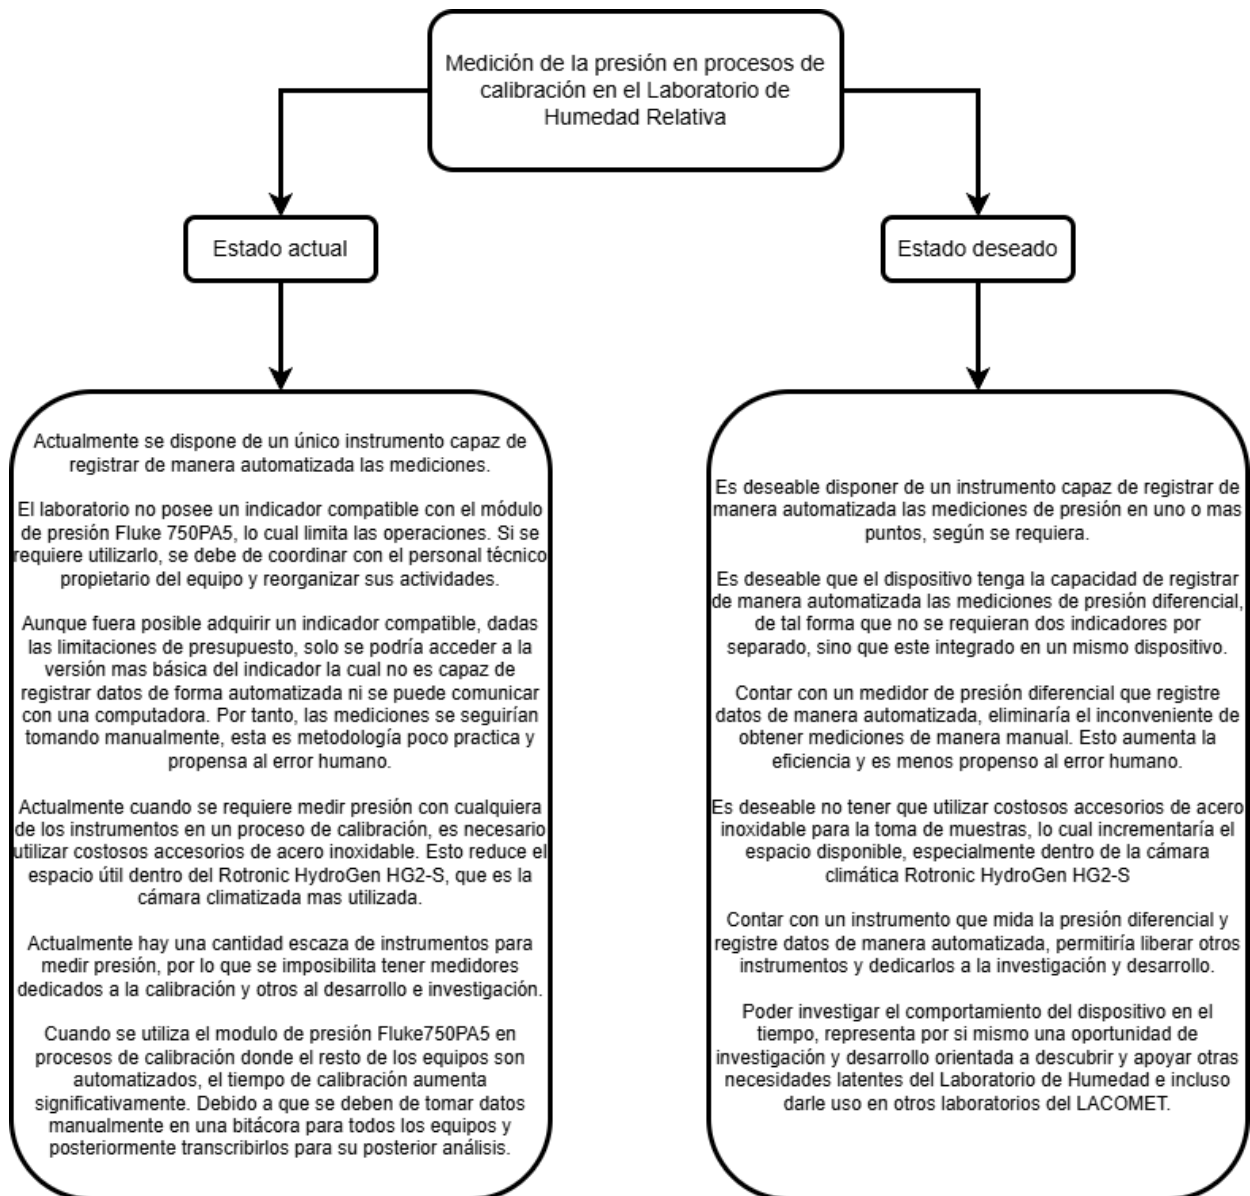 Medición de la presión en procesos de
calibración en el Laboratorio de
Humedad Relativa
Estado actual
Estado deseado
Actualmente se dispone de un único instrumento capaz de
registrar de manera automatizada las mediciones.
El laboratorio no posee un indicador compatible con el módulo
de presión Fluke 750PA5, lo cual limita las operaciones. Si se
requiere utilizarlo, se debe de coordinar con el personal técnico
propietario del equipo y reorganizar sus actividades.
Aunque fuera posible adquirir un indicador compatible, dadas
las limitaciones de presupuesto, solo se podría acceder a la
versión mas básica del indicador la cual no es capaz de
registrar datos de forma automatizada ni se puede comunicar
con una computadora. Por tanto, las mediciones se seguirían
tomando manualmente, esta es metodología poco practica y
propensa al error humano.
Actualmente cuando se requiere medir presión con cualquiera
de los instrumentos en un proceso de calibración, es necesario
utilizar costosos accesorios de acero inoxidable. Esto reduce el
espacio útil dentro del Rotronic HydroGen HG2-S, que es la
cámara climatizada mas utilizada.
Actualmente hay una cantidad escaza de instrumentos para
medir presión, por lo que se imposibilita tener medidores
dedicados a la calibración y otros al desarrollo e investigación.
Cuando se utiliza el modulo de presión Fluke750PA5 en
procesos de calibración donde el resto de los equipos son
automatizados, el tiempo de calibración aumenta
significativamente. Debido a que se deben de tomar datos
manualmente en una bitácora para todos los equipos y
posteriormente transcribirlos para su posterior análisis.
Es deseable disponer de un instrumento capaz de registrar de
manera automatizada las mediciones de presión en uno o mas
puntos, según se requiera.
Es deseable que el dispositivo tenga la capacidad de registrar
de manera automatizada las mediciones de presión diferencial,
de tal forma que no se requieran dos indicadores por
separado, sino que este integrado en un mismo dispositivo.
Contar con un medidor de presión diferencial que registre
datos de manera automatizada, eliminaría el inconveniente de
obtener mediciones de manera manual. Esto aumenta la
eficiencia y es menos propenso al error humano.
Es deseable no tener que utilizar costosos accesorios de acero
inoxidable para la toma de muestras, lo cual incrementaría el
espacio disponible, especialmente dentro de la cámara
climática Rotronic HydroGen HG2-S
Contar con un instrumento que mida la presión diferencial y
registre datos de manera automatizada, permitiría liberar otros
instrumentos y dedicarlos a la investigación y desarrollo.
Poder investigar el comportamiento del dispositivo en el
tiempo, representa por si mismo una oportunidad de
investigación y desarrollo orientada a descubrir y apoyar otras
necesidades latentes del Laboratorio de Humedad e incluso
darle uso en otros laboratorios del LACOMET.